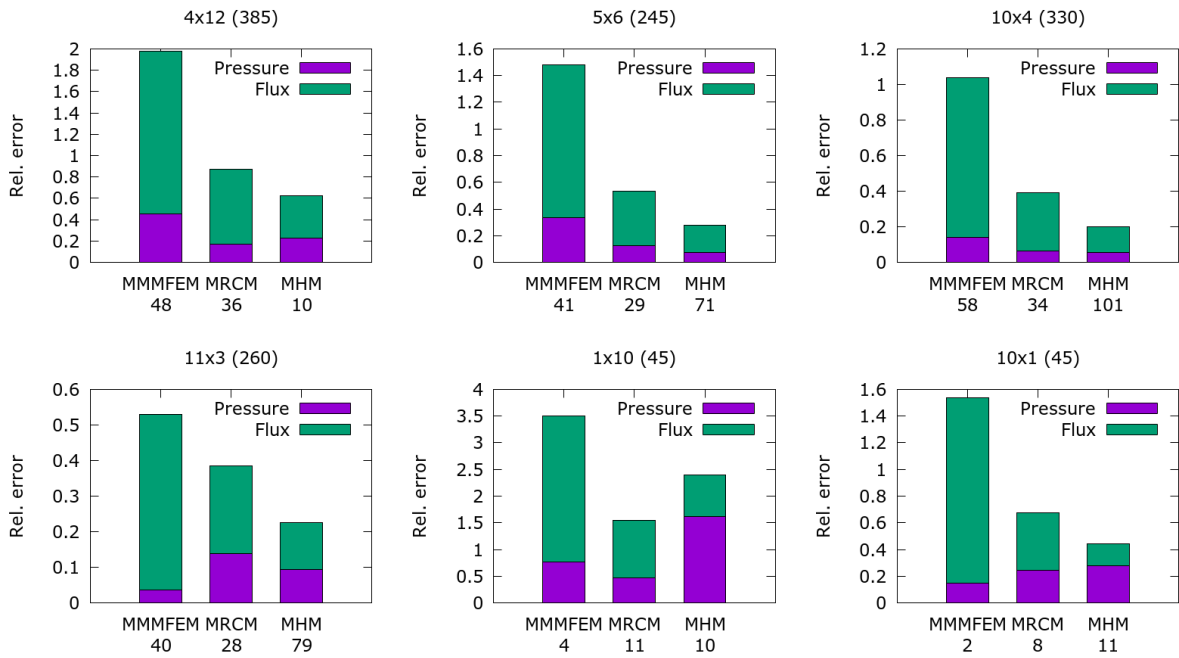 4x12 (385)
Rel. error
2
1.8
1.6
1.4
1.2
1
0.8
0.6
0.4
0.2
0
Pressure
Flux
MMMFEM MRCM MHM
48 36 10
5x6 (245)
Rel. error
1.6
1.4
1.2
1
0.8
0.6
0.4
0.2
0
Pressure
Flux
MMMFEM MRCM MHM
41 29 71
10x4 (330)
Rel. error
1.2
1
0.8
0.6
0.4
0.2
0
Pressure
Flux
MMMFEM MRCM MHM
58 34 101
11x3 (260)
Rel. error
0.6
0.5
0.4
0.3
0.2
0.1
0
Pressure
Flux
MMMFEM MRCM MHM
40 28 79
1x10 (45)
Rel. error
4
3.5
3
2.5
2
1.5
1
0.5
0
Pressure
Flux
MMMFEM MRCM MHM
4 11 10
10x1 (45)
Rel. error
1.6
1.4
1.2
1
0.8
0.6
0.4
0.2
0
Pressure
Flux
MMMFEM MRCM MHM
2 8 11